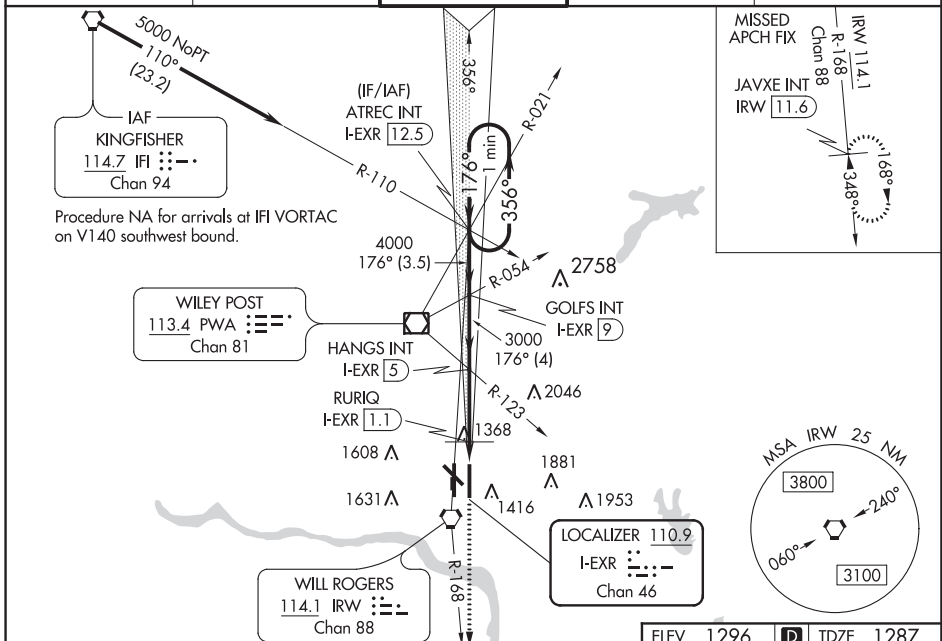 5000 NoPT
110°
(23.2)
IAF
KINGFISHER
114.7 IFI
Chan 94
Procedure NA for arrivals at IFI VORTAC
on V140 southwest bound.
(IF/IAF)
ATREC INT
I-EXR 12.5
R-110
356°
176°
1 min
356°
R-021
4000
176° (3.5)
R-054
2758
GOLFS INT
I-EXR 9
WILEY POST
113.4 PWA
Chan 81
HANGS INT
I-EXR 5
3000
176° (4)
R-123
2046
RURIQ
I-EXR 1.1
1368
1608
1631
1881
1416
1953
LOCALIZER 110.9
I-EXR
Chan 46
WILL ROGERS
114.1 IRW
Chan 88
R-168
MISSED
APCH FIX
IRW 114.1
R-168
Chan 88
JAVXE INT
IRW 11.6
168°
348°
MSA IRW 25 NM
3800
240°
060°
3100
ELEV 1296 D TDZE 1287